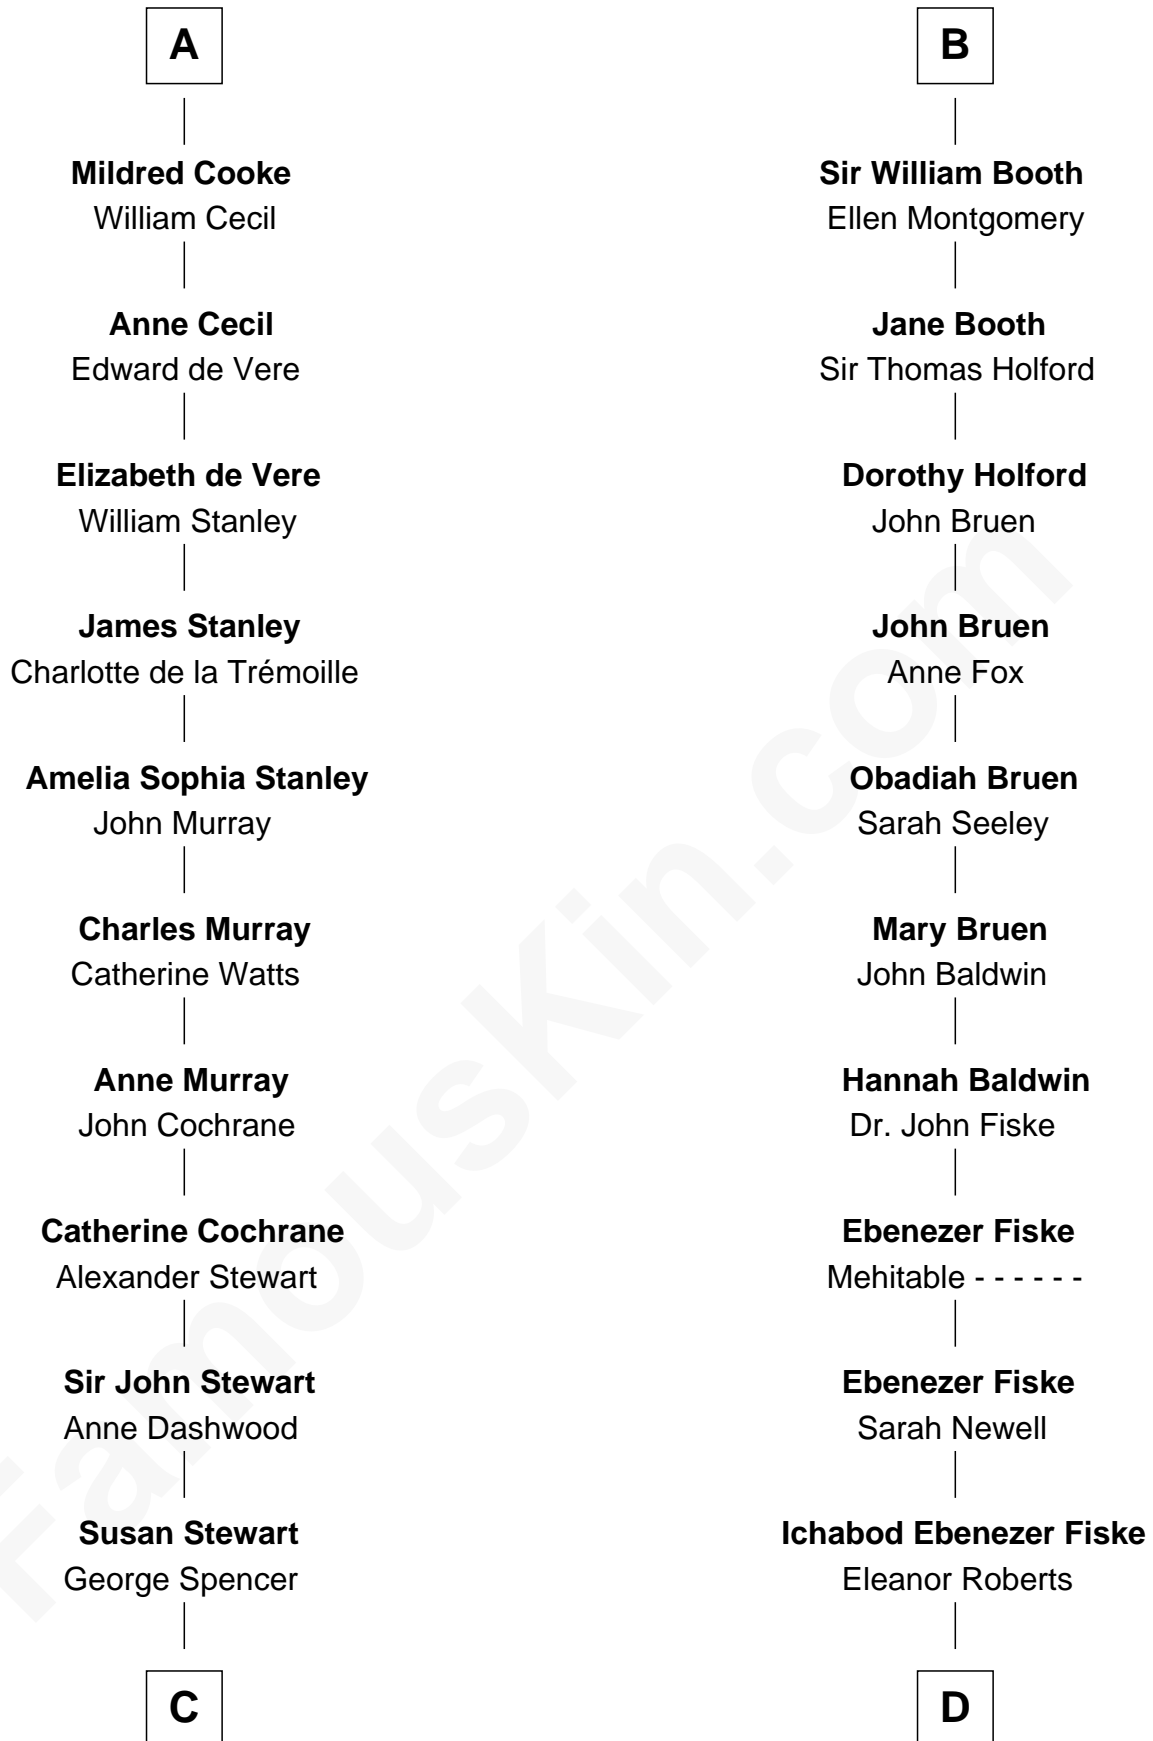 A
Mildred Cooke
William Cecil
Anne Cecil
Edward de Vere
Elizabeth de Vere
William Stanley
James Stanley
Charlotte de la Trémoille
Amelia Sophia Stanley
John Murray
Charles Murray
Catherine Watts
Anne Murray
John Cochrane
Catherine Cochrane
Alexander Stewart
Sir John Stewart
Anne Dashwood
Susan Stewart
George Spencer
C
B
Sir William Booth
Ellen Montgomery
Jane Booth
Sir Thomas Holford
Dorothy Holford
John Bruen
John Bruen
Anne Fox
Obadiah Bruen
Sarah Seeley
Mary Bruen
John Baldwin
Hannah Baldwin
Dr. John Fiske
Ebenezer Fiske
Mehitable - - - - - -
Ebenezer Fiske
Sarah Newell
Ichabod Ebenezer Fiske
Eleanor Roberts
D
FamousKin.com